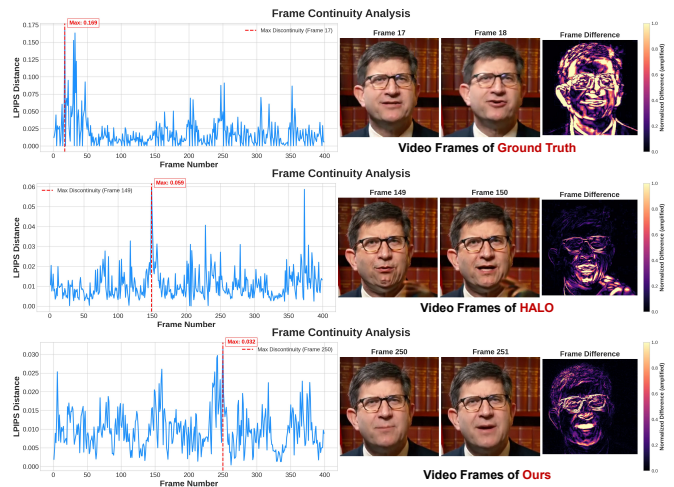 Frame Continuity Analysis
Max: 0.169
Max Discontinuity (Frame 17)
LPIPS Distance
0.175
0.150
0.125
0.100
0.075
0.050
0.025
0.000
0 50 100 150 200 250 300 350 400
Frame Number
Frame 17
Frame 18
Frame Difference
1.0
0.8
0.6
0.4
0.2
0.0
Normalized Difference (amplified)
Video Frames of Ground Truth
Frame Continuity Analysis
Max: 0.059
Max Discontinuity (Frame 149)
LPIPS Distance
0.06
0.05
0.04
0.03
0.02
0.01
0.00
0 50 100 150 200 250 300 350 400
Frame Number
Frame 149
Frame 150
Frame Difference
1.0
0.8
0.6
0.4
0.2
0.0
Normalized Difference (amplified)
Video Frames of HALO
Frame Continuity Analysis
Max: 0.032
Max Discontinuity (Frame 250)
LPIPS Distance
0.030
0.025
0.020
0.015
0.010
0.005
0.000
0 50 100 150 200 250 300 350 400
Frame Number
Frame 250
Frame 251
Frame Difference
1.0
0.8
0.6
0.4
0.2
0.0
Normalized Difference (amplified)
Video Frames of Ours